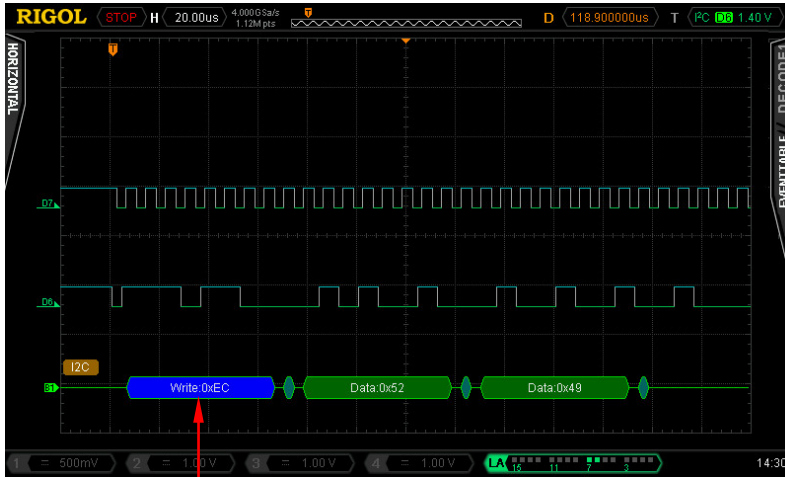 RIGOL STOP H 20.00us 4.000GSa/s 1.12M pts T D 118.900000us T I²C D6 1.40 V
HORIZONTAL
T
DECODE1
EVENTTABLE
D7
D6
I2C
B1 Write:0xEC Data:0x52 Data:0x49
1 = 500mV 2 = 1.00 V 3 = 1.00 V 4 = 1.00 V LA 15 11 7 3 14:30